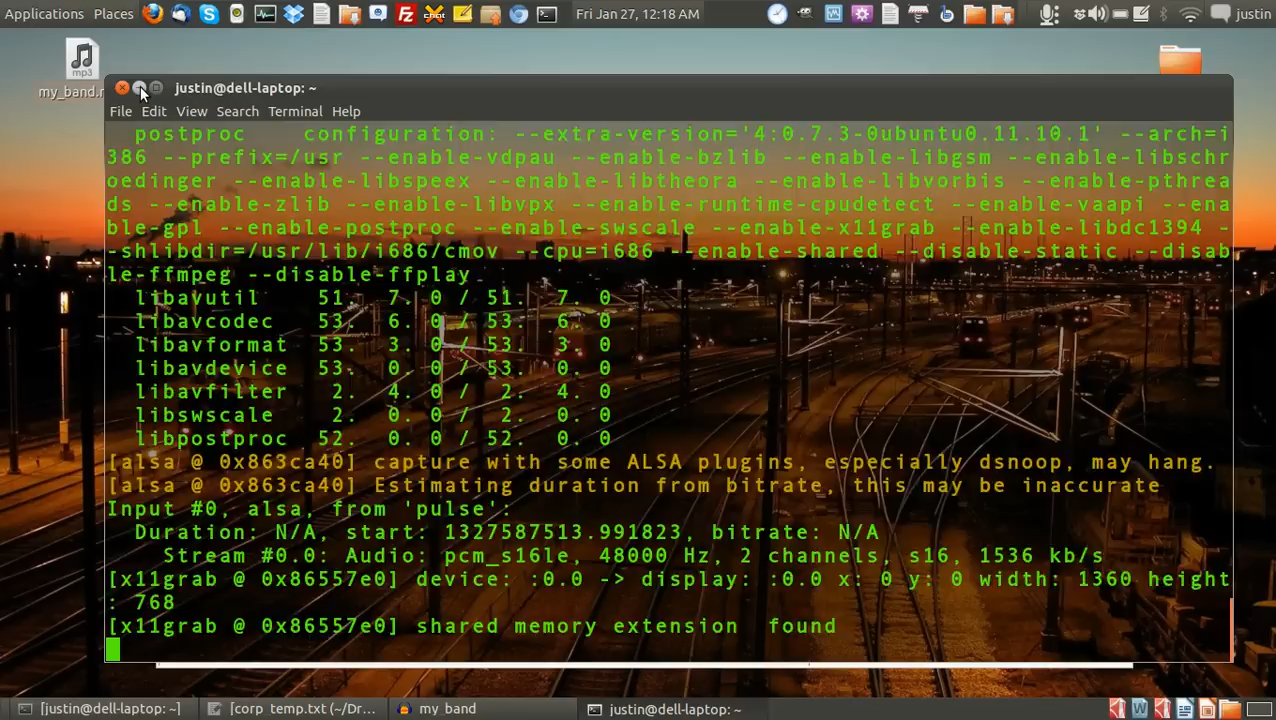 Applications Places Fri Jan 27, 12:18 AM justin
mp3
my_band.
justin@dell-laptop: ~
File Edit View Search Terminal Help
postproc configuration: --extra-version='4:0.7.3-0ubuntu0.11.10.1' --arch=i
386 --prefix=/usr --enable-vdpau --enable-bzlib --enable-libgsm --enable-libschr
oedinger --enable-libspeex --enable-libtheora --enable-libvorbis --enable-pthrea
ds --enable-zlib --enable-libvpx --enable-runtime-cpudetect --enable-vaapi --ena
ble-gpl --enable-postproc --enable-swscale --enable-x11grab --enable-libdc1394 -
-shlibdir=/usr/lib/i686/cmov --cpu=i686 --enable-shared --disable-static --disab
le-ffmpeg --disable-ffplay
libavutil 51. 7. 0 / 51. 7. 0
libavcodec 53. 6. 0 / 53. 6. 0
libavformat 53. 3. 0 / 53. 3. 0
libavdevice 53. 0. 0 / 53. 0. 0
libavfilter 2. 4. 0 / 2. 4. 0
libswscale 2. 0. 0 / 2. 0. 0
libpostproc 52. 0. 0 / 52. 0. 0
[alsa @ 0x863ca40] capture with some ALSA plugins, especially dsnoop, may hang.
[alsa @ 0x863ca40] Estimating duration from bitrate, this may be inaccurate
Input #0, alsa, from 'pulse':
Duration: N/A, start: 1327587513.991823, bitrate: N/A
Stream #0.0: Audio: pcm_s16le, 48000 Hz, 2 channels, s16, 1536 kb/s
[x11grab @ 0x86557e0] device: :0.0 -> display: :0.0 x: 0 y: 0 width: 1360 height
: 768
[x11grab @ 0x86557e0] shared memory extension found
[justin@dell-laptop: ~] [corp_temp.txt (~/Dr... my_band justin@dell-laptop: ~